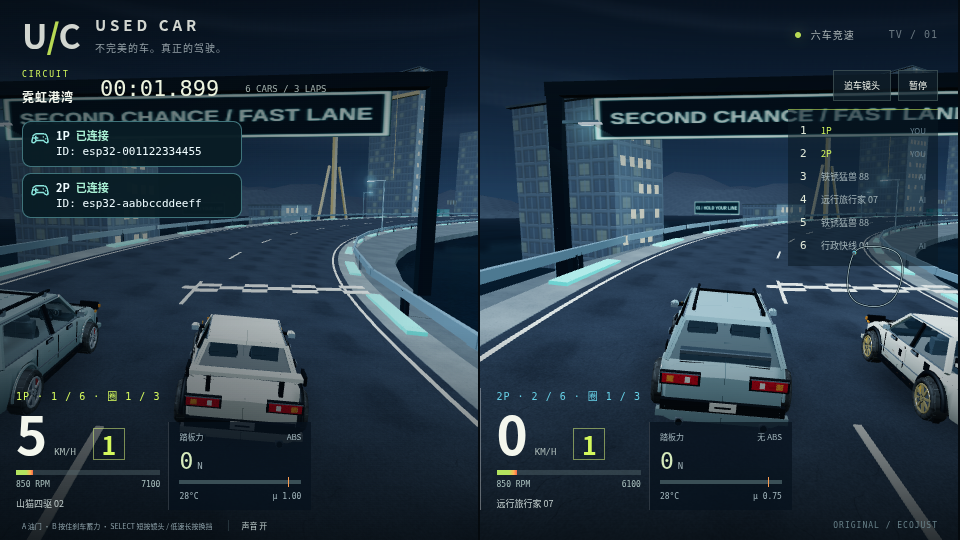 U/C USED CAR
不完美的车。真正的驾驶。
六车竞速 TV / 01
CIRCUIT
霓虹港湾 00:01.899 6 CARS / 3 LAPS
追车镜头 暂停
SECOND CHANCE / FAST LANE
SECOND CHANCE / FAST LANE
1P 已连接
ID: esp32-001122334455
2P 已连接
ID: esp32-aabbccddeeff
1 1P YOU
2 2P YOU
3 铁锈猛兽 88 AI
4 远行旅行家 07 AI
5 铁锈猛兽 88 AI
6 行政快线 04 AI
HOLD YOUR LINE
1P · 1 / 6 · 圈 1 / 3
5 KM/H 1
850 RPM 7100
山猫四驱 02
踏板力 ABS
0 N
28°C μ 1.00
2P · 2 / 6 · 圈 1 / 3
0 KM/H 1
850 RPM 6100
远行旅行家 07
踏板力 无 ABS
0 N
28°C μ 0.75
A 油门 · B 按住刹车蓄力 · SELECT 短按镜头 / 低速长按换挡 声音 开
ORIGINAL / ECOJUST